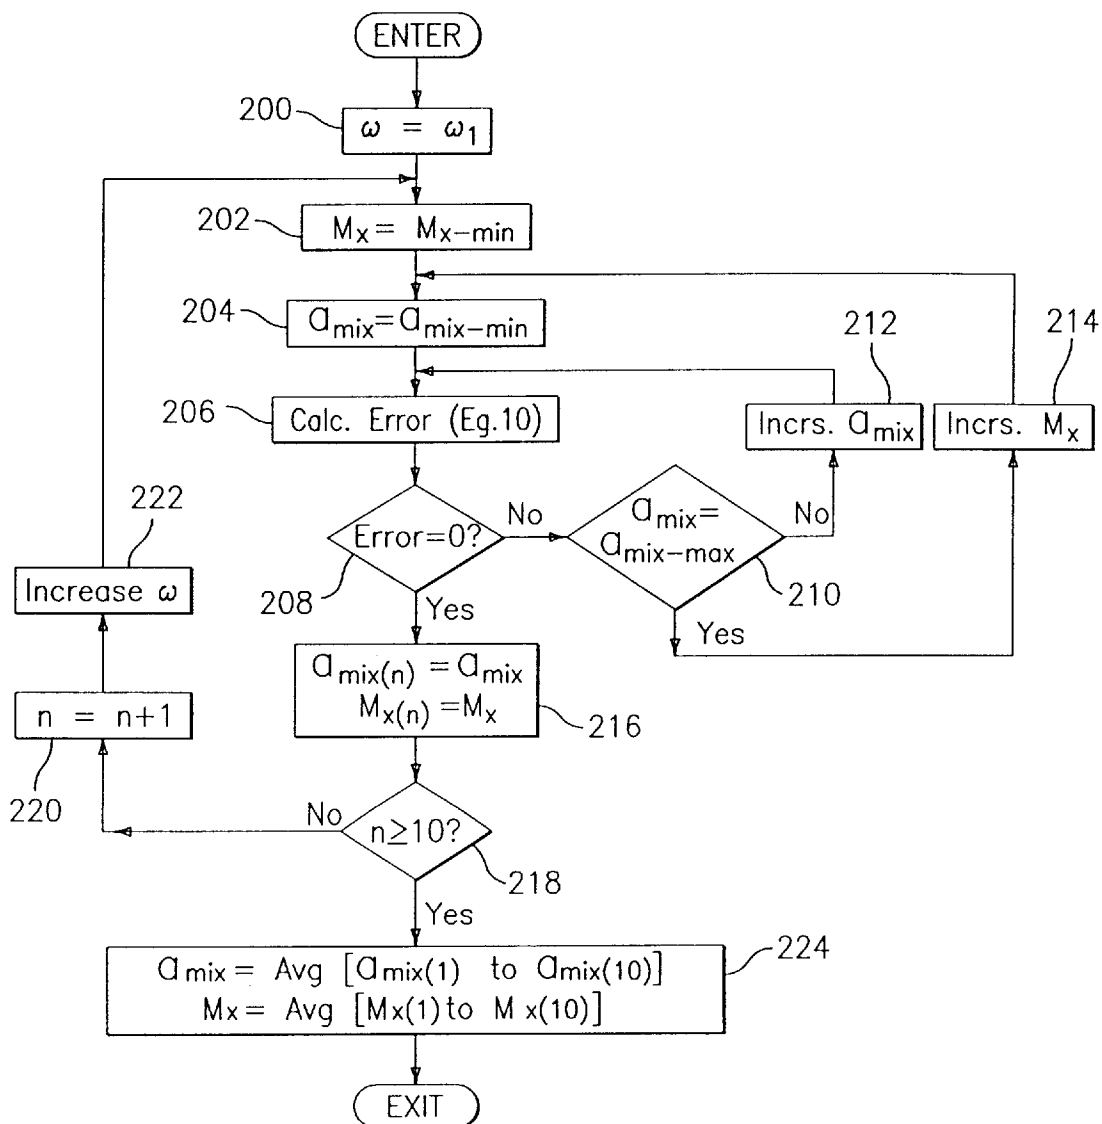 ENTER
200
ω = ω₁
202
Mₓ = Mₓ₋min
204
amix = amix-min
212
214
206
Calc. Error (Eg.10)
Incrs. amix
Incrs. Mₓ
222
Error=0?
No
amix=
amix-max
No
Increase ω
208
Yes
210
Yes
amix(n) = amix
Mx(n) = Mx
n = n+1
216
220
No
n≥10?
218
Yes
224
amix = Avg [amix(1) to amix(10)]
Mx = Avg [Mx(1) to Mx(10)]
EXIT